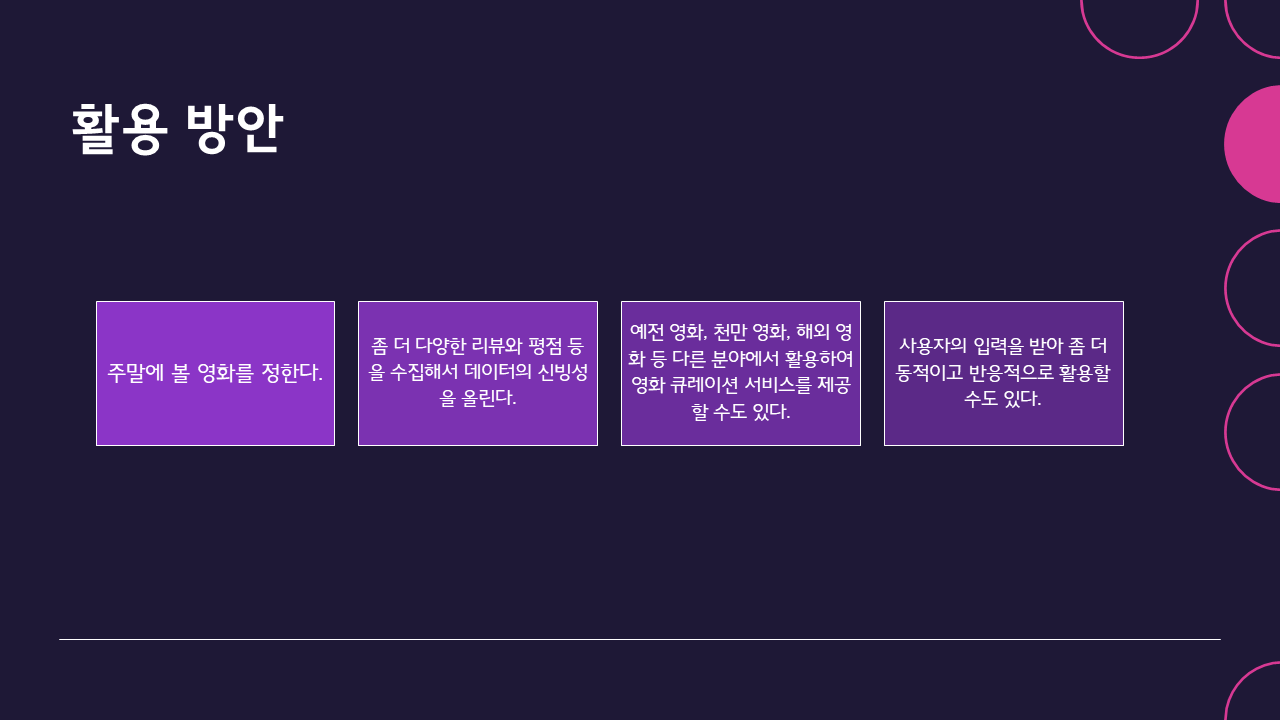 활용 방안
주말에 볼 영화를 정한다.
좀 더 다양한 리뷰와 평점 등
을 수집해서 데이터의 신빙성
을 올린다.
예전 영화, 천만 영화, 해외 영
화 등 다른 분야에서 활용하여
영화 큐레이션 서비스를 제공
할 수도 있다.
사용자의 입력을 받아 좀 더
동적이고 반응적으로 활용할
수도 있다.